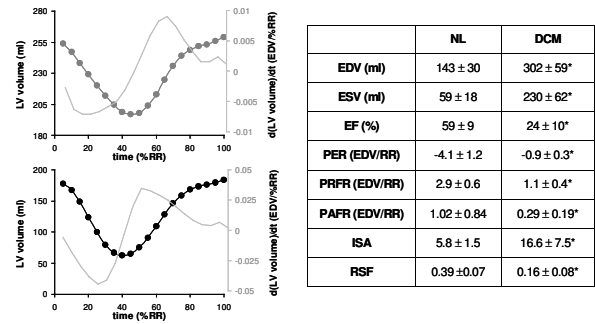 280
255
230
205
180
LV volume (ml)
0 20 40 60 80 100
time (%RR)
0.01
0.005
0
-0.005
-0.01
d(LV volume)/dt (EDV/%RR)
200
150
100
50
0
LV volume (ml)
0 20 40 60 80 100
time (%RR)
0.05
0.025
0
-0.025
-0.05
d(LV volume)/dt (EDV/%RR)
NL DCM
EDV (ml) 143 ± 30 302 ± 59*
ESV (ml) 59 ± 18 230 ± 62*
EF (%) 59 ± 9 24 ± 10*
PER (EDV/RR) -4.1 ± 1.2 -0.9 ± 0.3*
PRFR (EDV/RR) 2.9 ± 0.6 1.1 ± 0.4*
PAFR (EDV/RR) 1.02 ± 0.84 0.29 ± 0.19*
ISA 5.8 ± 1.5 16.6 ± 7.5*
RSF 0.39 ±0.07 0.16 ± 0.08*